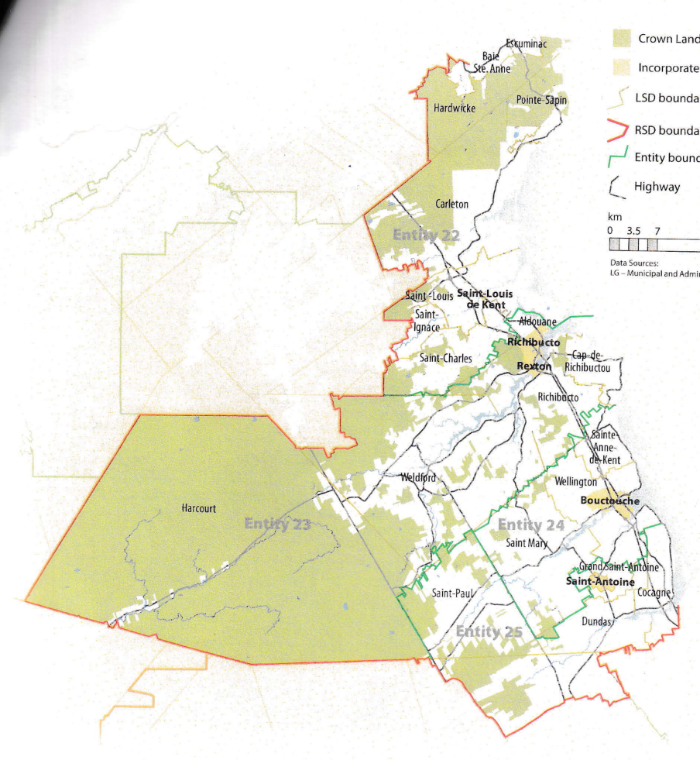 Escuminac
Baie
Ste. Anne
Hardwicke
Pointe-Sapin
Carleton
Entity 22
Saint-Louis
Saint-Louis
de Kent
Saint-
Ignace
Aldouane
Richibucto
Saint-Charles
Rexton
Cap-de-
Richibuctou
Richibucto
Sainte-
Anne-
de-Kent
Weldford
Wellington
Bouctouche
Harcourt
Entity 23
Entity 24
Saint Mary
Grand Saint-Antoine
Saint-Antoine
Saint-Paul
Cocagne
Dundas
Entity 25
Crown Land
Incorporate
LSD bounda
RSD bounda
Entity boun
Highway
km
0 3.5 7
Data Sources:
LG – Municipal and Admi